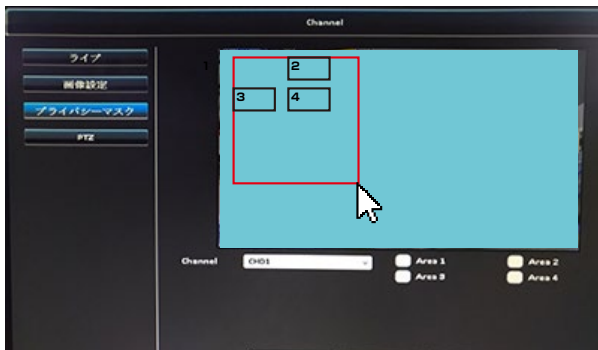 Channel
ライブ
画像設定
プライバシーマスク
PTZ
1
2
3
4
Channel
CH01
Area 1
Area 2
Area 3
Area 4